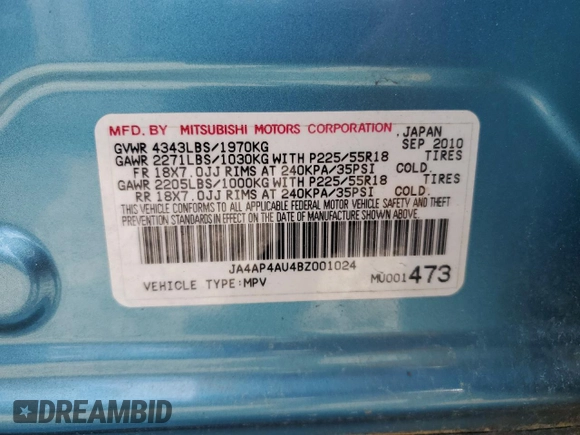 MFD. BY MITSUBISHI MOTORS CORPORATION, JAPAN
GVWR 4343LBS/1970KG SEP 2010
GAWR 2271LBS/1030KG WITH P225/55R18 TIRES
FR 18X7.0JJ RIMS AT 240KPA/35PSI COLD.
GAWR 2205LBS/1000KG WITH P225/55R18 TIRES
RR 18X7.0JJ RIMS AT 240KPA/35PSI COLD.
THIS VEHICLE CONFORMS TO ALL APPLICABLE FEDERAL MOTOR VEHICLE SAFETY AND THEFT
PREVENTION STANDARDS IN EFFECT ON THE DATE OF MANUFACTURE SHOWN ABOVE.
JA4AP4AU4BZ001024
VEHICLE TYPE:MPV MU001473
DREAMBID